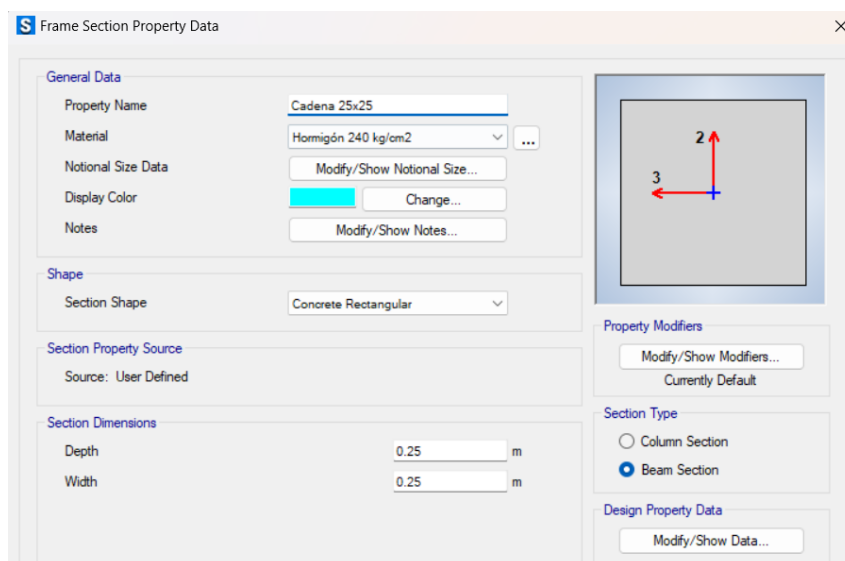 S Frame Section Property Data
General Data
Property Name Cadena 25x25
Material Hormigón 240 kg/cm2 ...
Notional Size Data Modify/Show Notional Size...
Display Color Change...
Notes Modify/Show Notes...
Shape
Section Shape Concrete Rectangular
Section Property Source
Source: User Defined
Section Dimensions
Depth 0.25 m
Width 0.25 m
2
3
Property Modifiers
Modify/Show Modifiers...
Currently Default
Section Type
Column Section
Beam Section
Design Property Data
Modify/Show Data...